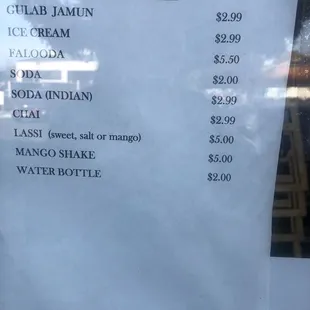 GULAB JAMUN $2.99
ICE CREAM $2.99
FALOODA $5.50
SODA $2.00
SODA (INDIAN) $2.99
CHAI $2.99
LASSI (sweet, salt or mango) $5.00
MANGO SHAKE $5.00
WATER BOTTLE $2.00